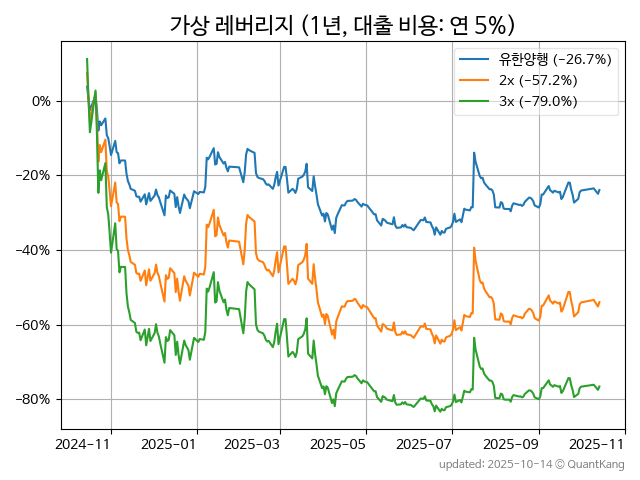 가상 레버리지 (1년, 대출 비용: 연 5%)
유한양행 (−26.7%)
2x (−57.2%)
3x (−79.0%)
0%
−20%
−40%
−60%
−80%
2024−11 2025−01 2025−03 2025−05 2025−07 2025−09 2025−11
updated: 2025-10-14 © QuantKang